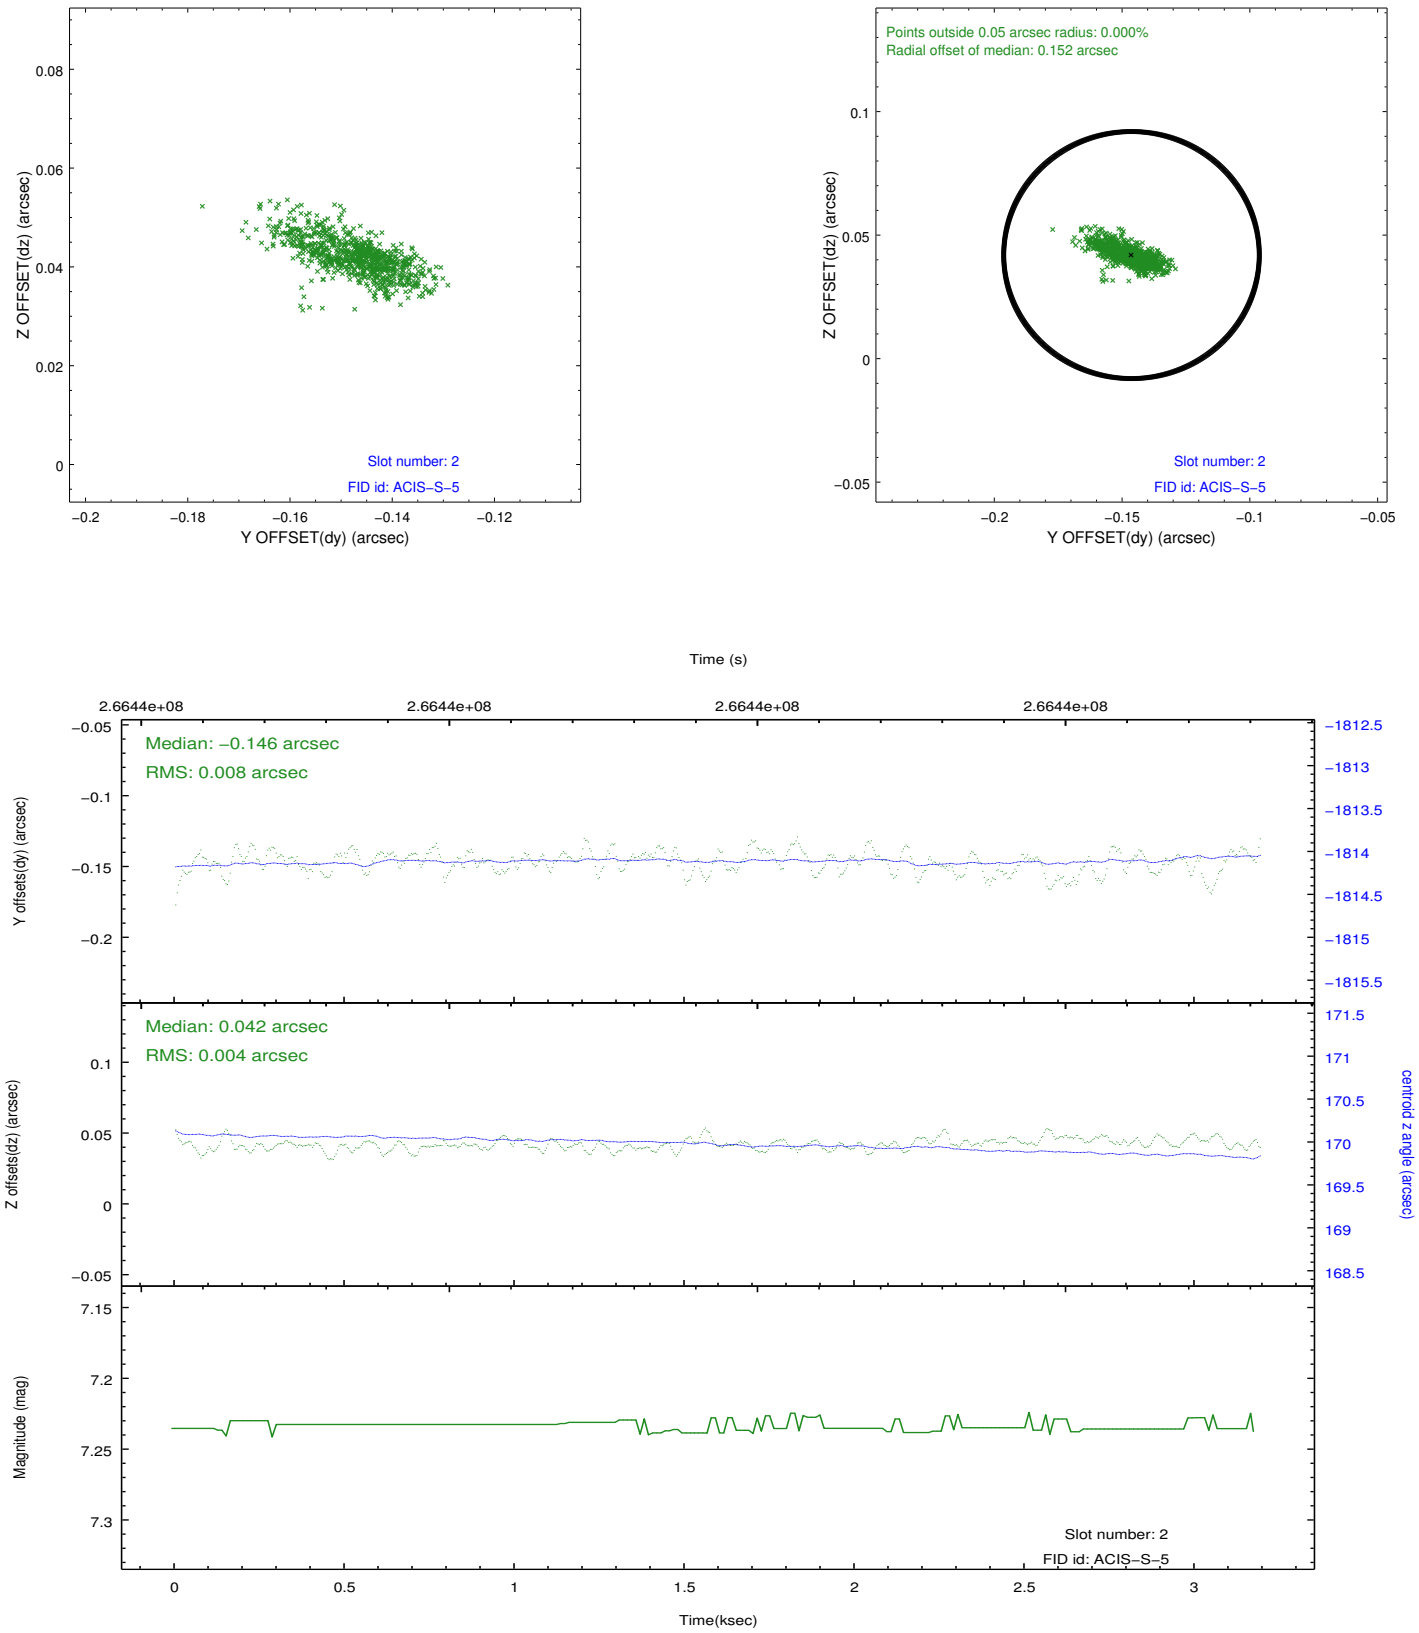 0.08
0.06
0.04
0.02
0
Z OFFSET(dz) (arcsec)
Slot number: 2
FID id: ACIS−S−5
−0.2
−0.18
−0.16
−0.14
−0.12
Y OFFSET(dy) (arcsec)
Points outside 0.05 arcsec radius: 0.000%
Radial offset of median: 0.152 arcsec
0.1
0.05
0
−0.05
Z OFFSET(dz) (arcsec)
Slot number: 2
FID id: ACIS−S−5
−0.2
−0.15
−0.1
−0.05
Y OFFSET(dy) (arcsec)
Time (s)
2.6644e+08
2.6644e+08
2.6644e+08
2.6644e+08
−0.05
−0.1
−0.15
−0.2
Y offsets(dy) (arcsec)
Median: −0.146 arcsec
RMS: 0.008 arcsec
−1812.5
−1813
−1813.5
−1814
−1814.5
−1815
−1815.5
0.1
0.05
0
−0.05
Z offsets(dz) (arcsec)
Median: 0.042 arcsec
RMS: 0.004 arcsec
171.5
171
170.5
170
169.5
169
168.5
centroid z angle (arcsec)
7.15
7.2
7.25
7.3
Magnitude (mag)
Slot number: 2
FID id: ACIS−S−5
0
0.5
1
1.5
2
2.5
3
Time(ksec)